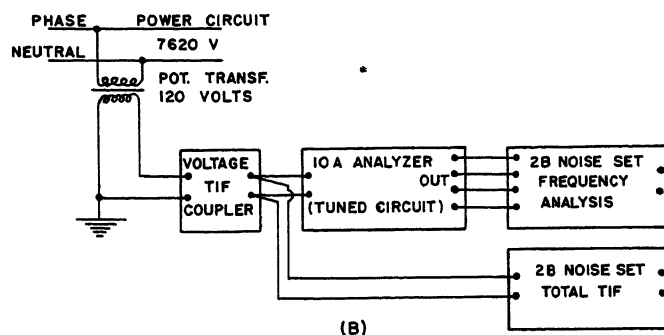 PHASE POWER CIRCUIT
7620 V
NEUTRAL
POT. TRANSF.
120 VOLTS
VOLTAGE
TIF
COUPLER
10 A ANALYZER
OUT
(TUNED CIRCUIT)
2B NOISE SET
FREQUENCY
ANALYSIS
2B NOISE SET
TOTAL TIF
(B)